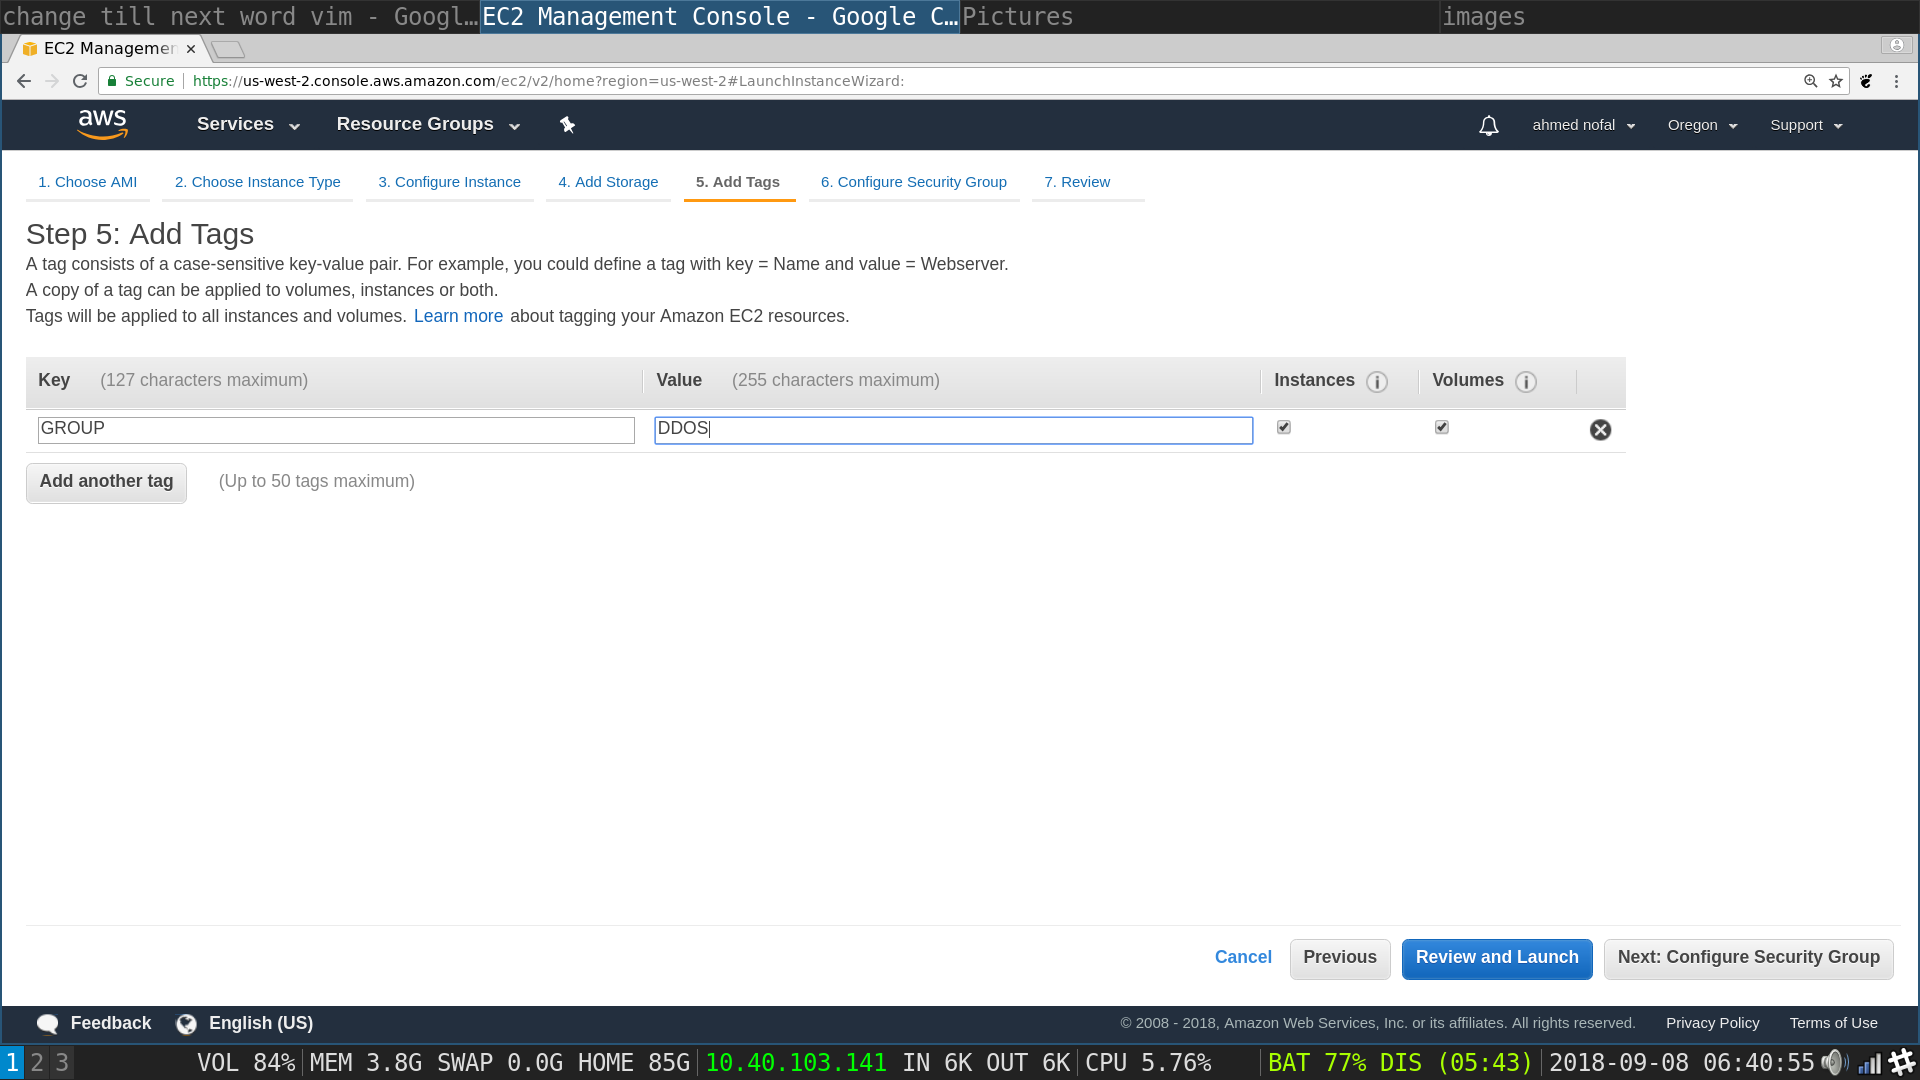 change till next word vim - Googl… EC2 Management Console - Google C… Pictures images
EC2 Managemen
Secure https://us-west-2.console.aws.amazon.com/ec2/v2/home?region=us-west-2#LaunchInstanceWizard:
aws Services Resource Groups ahmed nofal Oregon Support
1. Choose AMI 2. Choose Instance Type 3. Configure Instance 4. Add Storage 5. Add Tags 6. Configure Security Group 7. Review
Step 5: Add Tags
A tag consists of a case-sensitive key-value pair. For example, you could define a tag with key = Name and value = Webserver.
A copy of a tag can be applied to volumes, instances or both.
Tags will be applied to all instances and volumes. Learn more about tagging your Amazon EC2 resources.
Key (127 characters maximum) Value (255 characters maximum) Instances Volumes
GROUP DDOS
Add another tag (Up to 50 tags maximum)
Cancel Previous Review and Launch Next: Configure Security Group
Feedback English (US) © 2008 - 2018, Amazon Web Services, Inc. or its affiliates. All rights reserved. Privacy Policy Terms of Use
1 2 3 VOL 84% MEM 3.8G SWAP 0.0G HOME 85G 10.40.103.141 IN 6K OUT 6K CPU 5.76% BAT 77% DIS (05:43) 2018-09-08 06:40:55